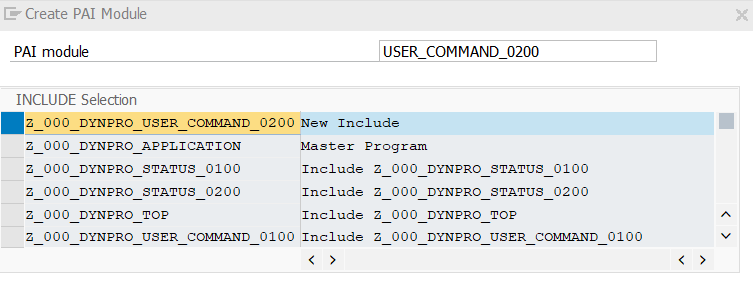 Create PAI Module
PAI module USER_COMMAND_0200
INCLUDE Selection
Z_000_DYNPRO_USER_COMMAND_0200 New Include
Z_000_DYNPRO_APPLICATION Master Program
Z_000_DYNPRO_STATUS_0100 Include Z_000_DYNPRO_STATUS_0100
Z_000_DYNPRO_STATUS_0200 Include Z_000_DYNPRO_STATUS_0200
Z_000_DYNPRO_TOP Include Z_000_DYNPRO_TOP
Z_000_DYNPRO_USER_COMMAND_0100 Include Z_000_DYNPRO_USER_COMMAND_0100